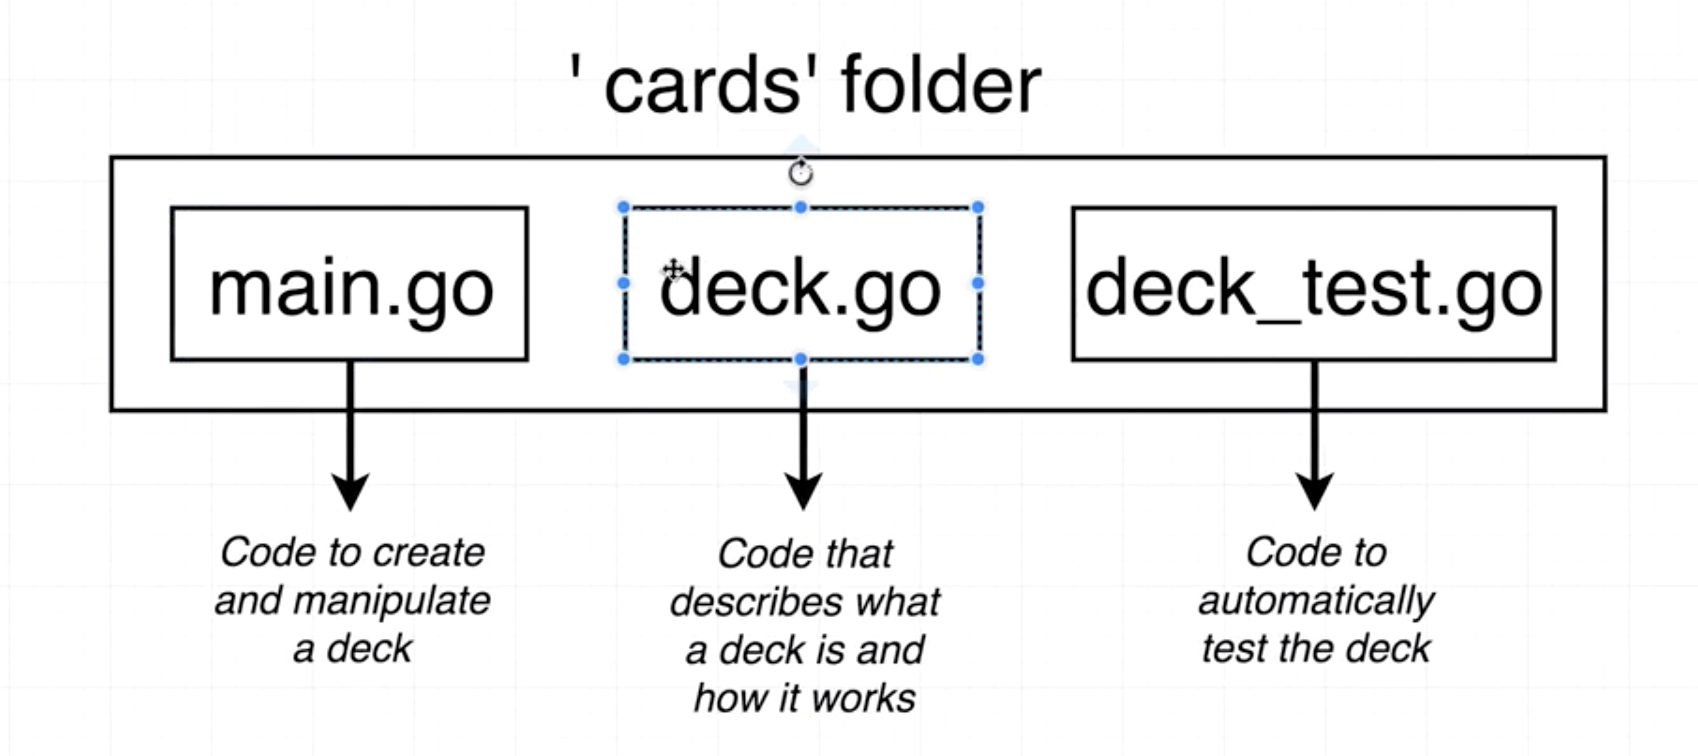 ' cards' folder
main.go
deck.go
deck_test.go
Code to create
and manipulate
a deck
Code that
describes what
a deck is and
how it works
Code to
automatically
test the deck